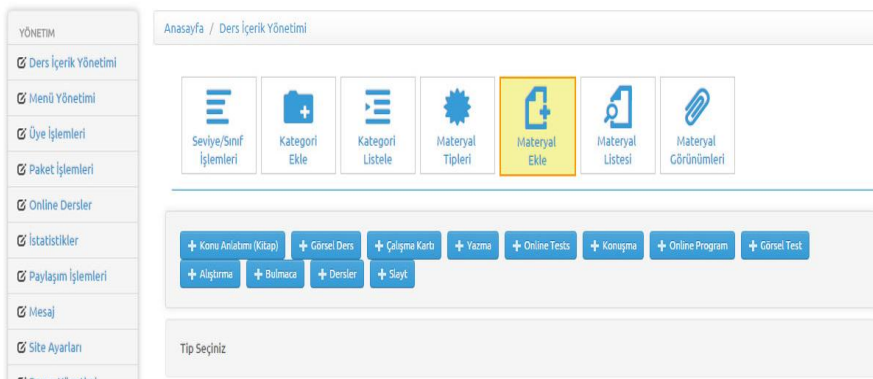 YÖNETİM
Ders İçerik Yönetimi
Menü Yönetimi
Üye İşlemleri
Paket İşlemleri
Online Dersler
İstatistikler
Paylaşım İşlemleri
Mesaj
Site Ayarları
Anasayfa / Ders İçerik Yönetimi
Seviye/Sınıf İşlemleri
Kategori Ekle
Kategori Listele
Materyal Tipleri
Materyal Ekle
Materyal Listesi
Materyal Görünümleri
+ Konu Anlatımı (Kitap) + Görsel Ders + Çalışma Kartı + Yazma + Online Tests + Konuşma + Online Program + Görsel Test
+ Alıştırma + Bulmaca + Dersler + Slayt
Tip Seçiniz